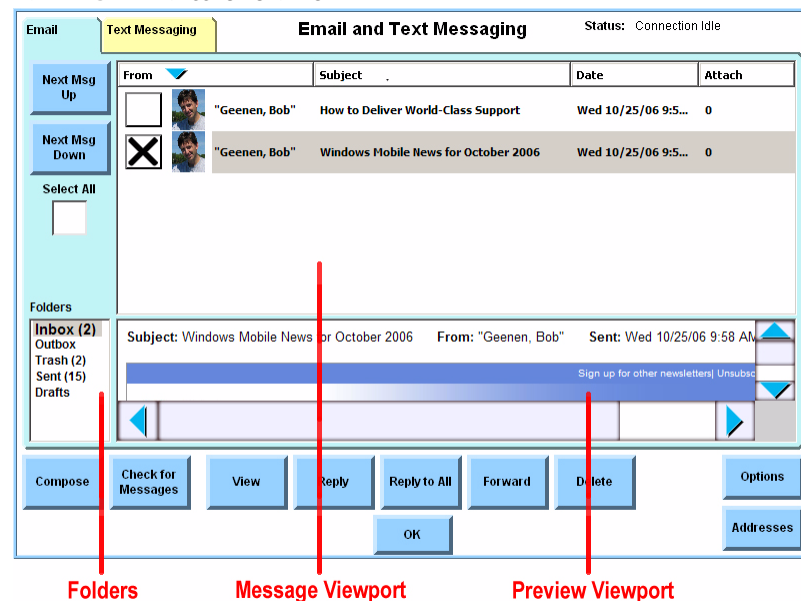 Email
Text Messaging
Email and Text Messaging
Status: Connection Idle
Next Msg
Up
Next Msg
Down
Select All
From
Subject
Date
Attach
"Geenen, Bob" How to Deliver World-Class Support Wed 10/25/06 9:5... 0
"Geenen, Bob" Windows Mobile News for October 2006 Wed 10/25/06 9:5... 0
Folders
Inbox (2)
Outbox
Trash (2)
Sent (15)
Drafts
Subject: Windows Mobile News for October 2006 From: "Geenen, Bob" Sent: Wed 10/25/06 9:58 AM
Sign up for other newsletters| Unsubsc
Compose
Check for
Messages
View
Reply
Reply to All
Forward
Delete
Options
OK
Addresses
Folders
Message Viewport
Preview Viewport